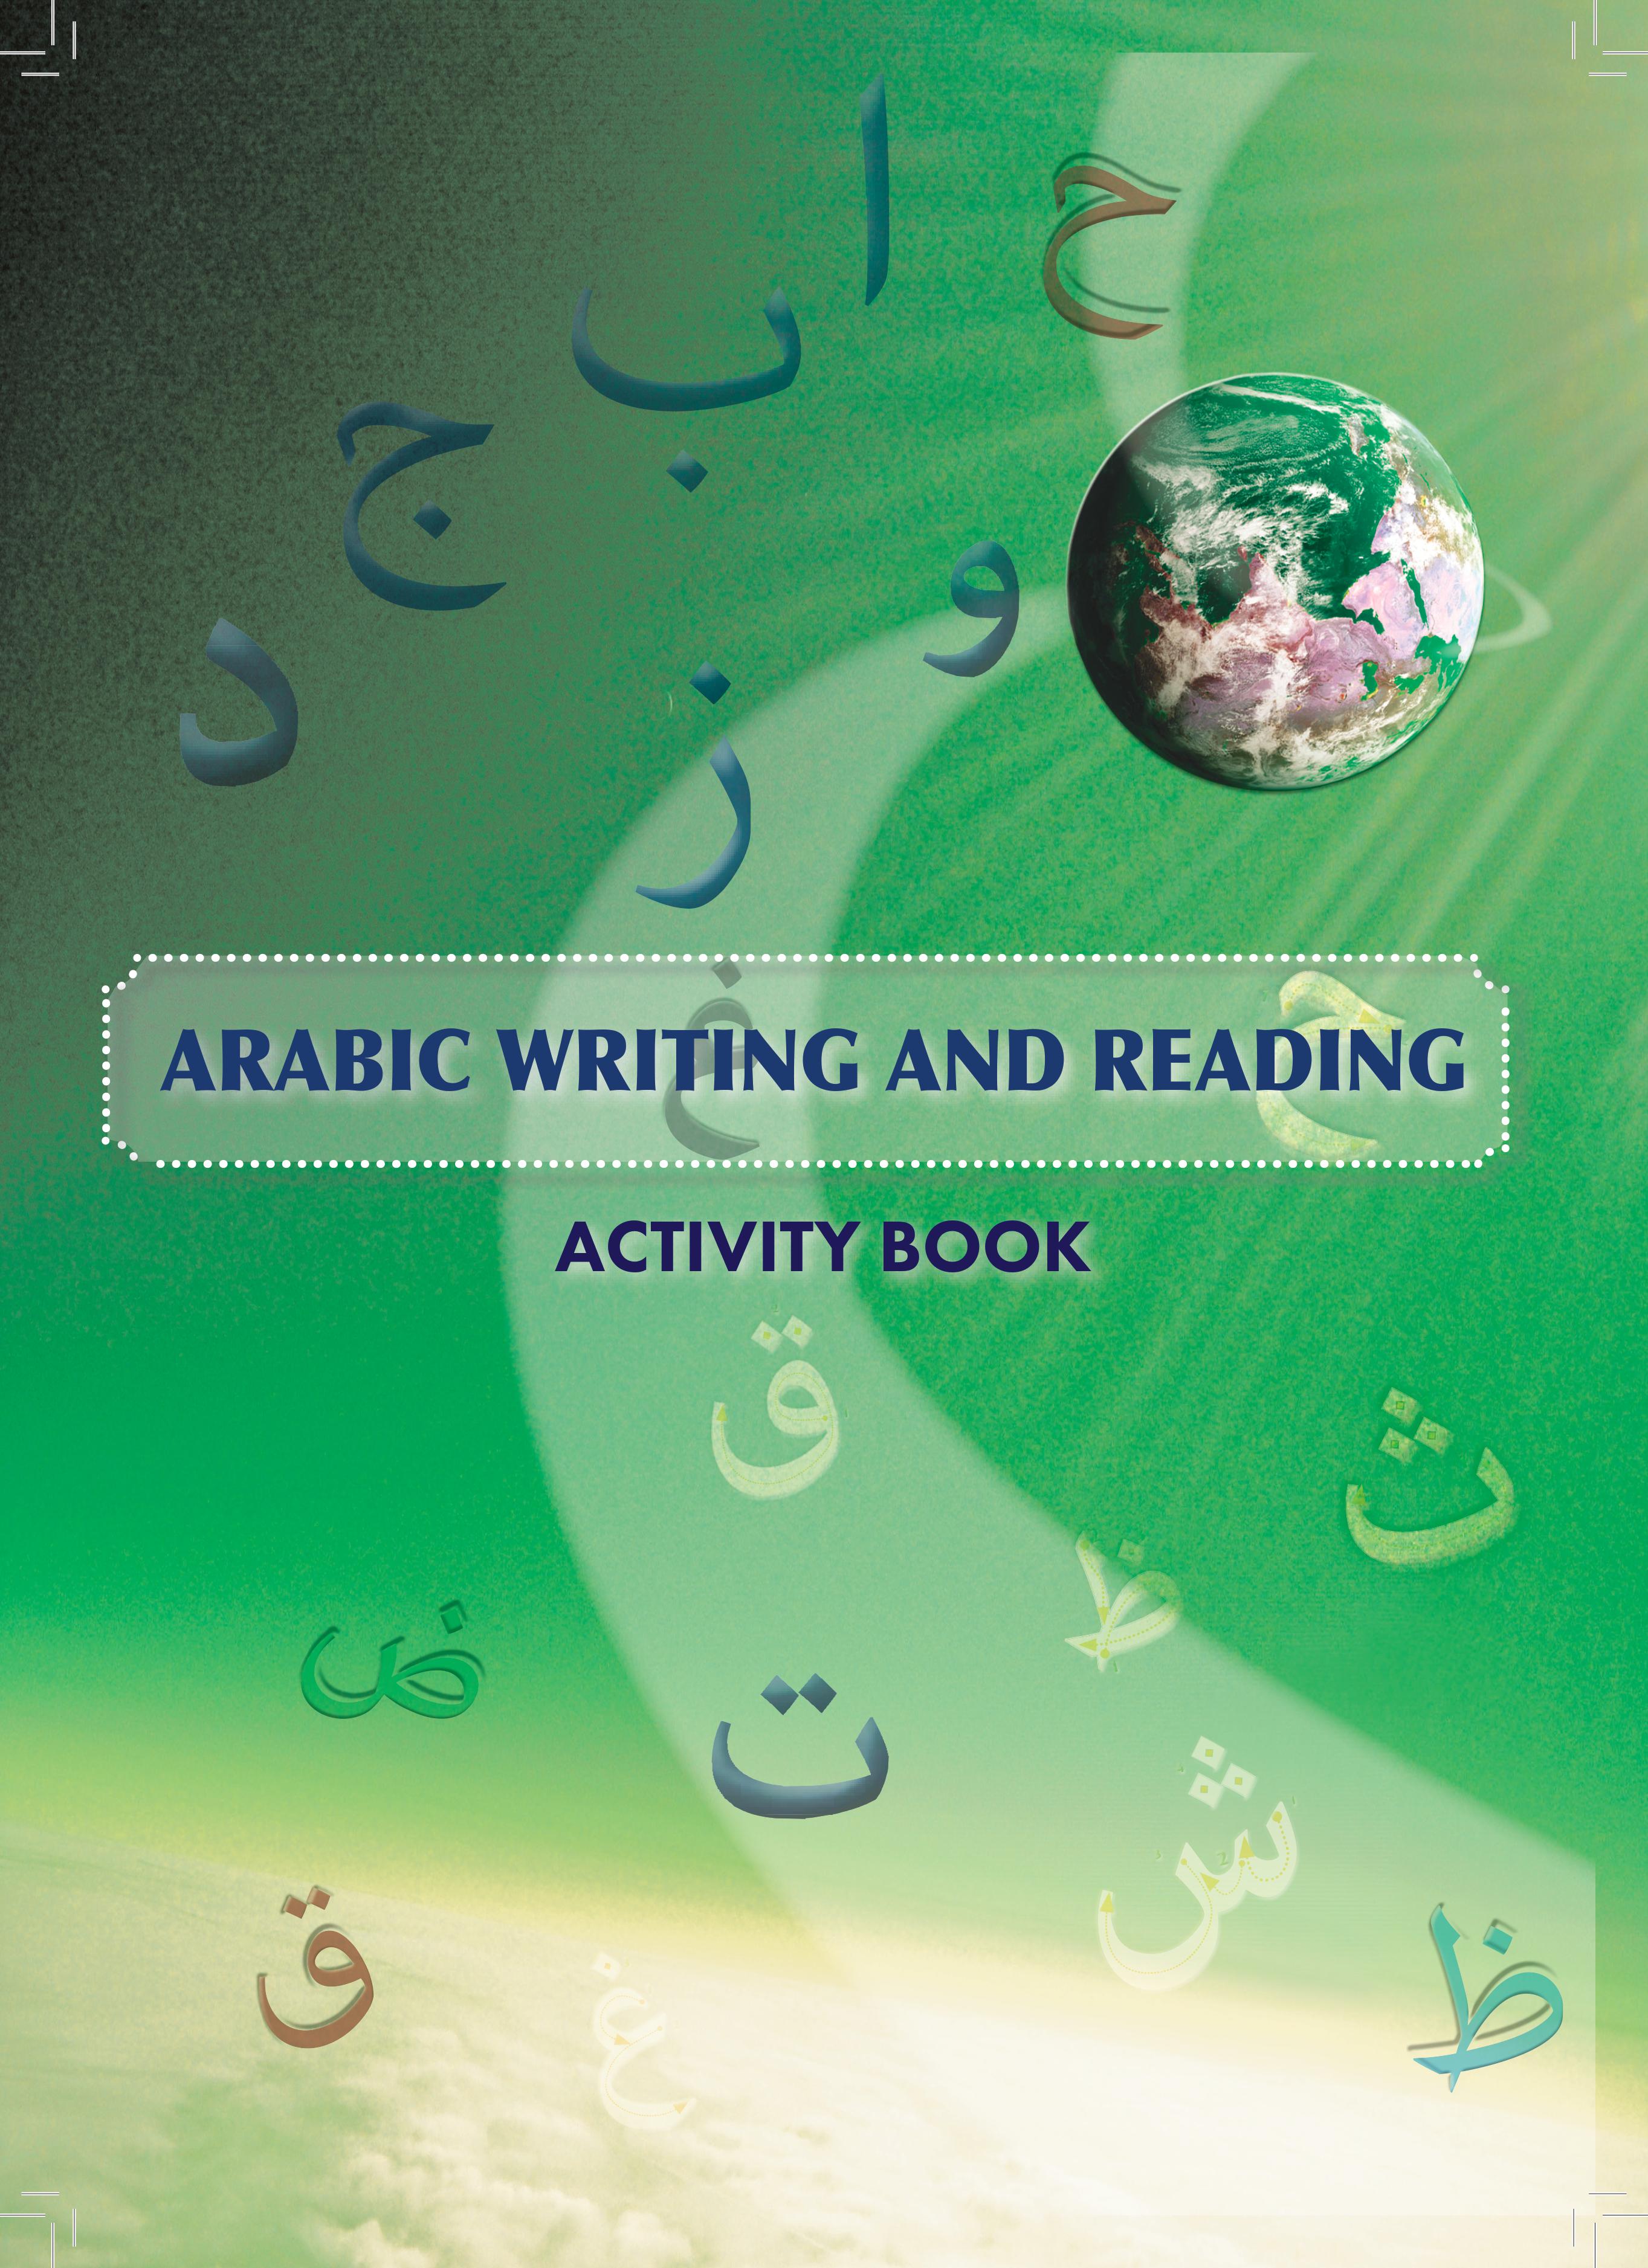 ا
ح
ب
ج
و
د
ز
غ
ح
ARABIC WRITING AND READING
ACTIVITY BOOK
ق
ث
ظ
ض
ت
ش
ق
ظ
غ